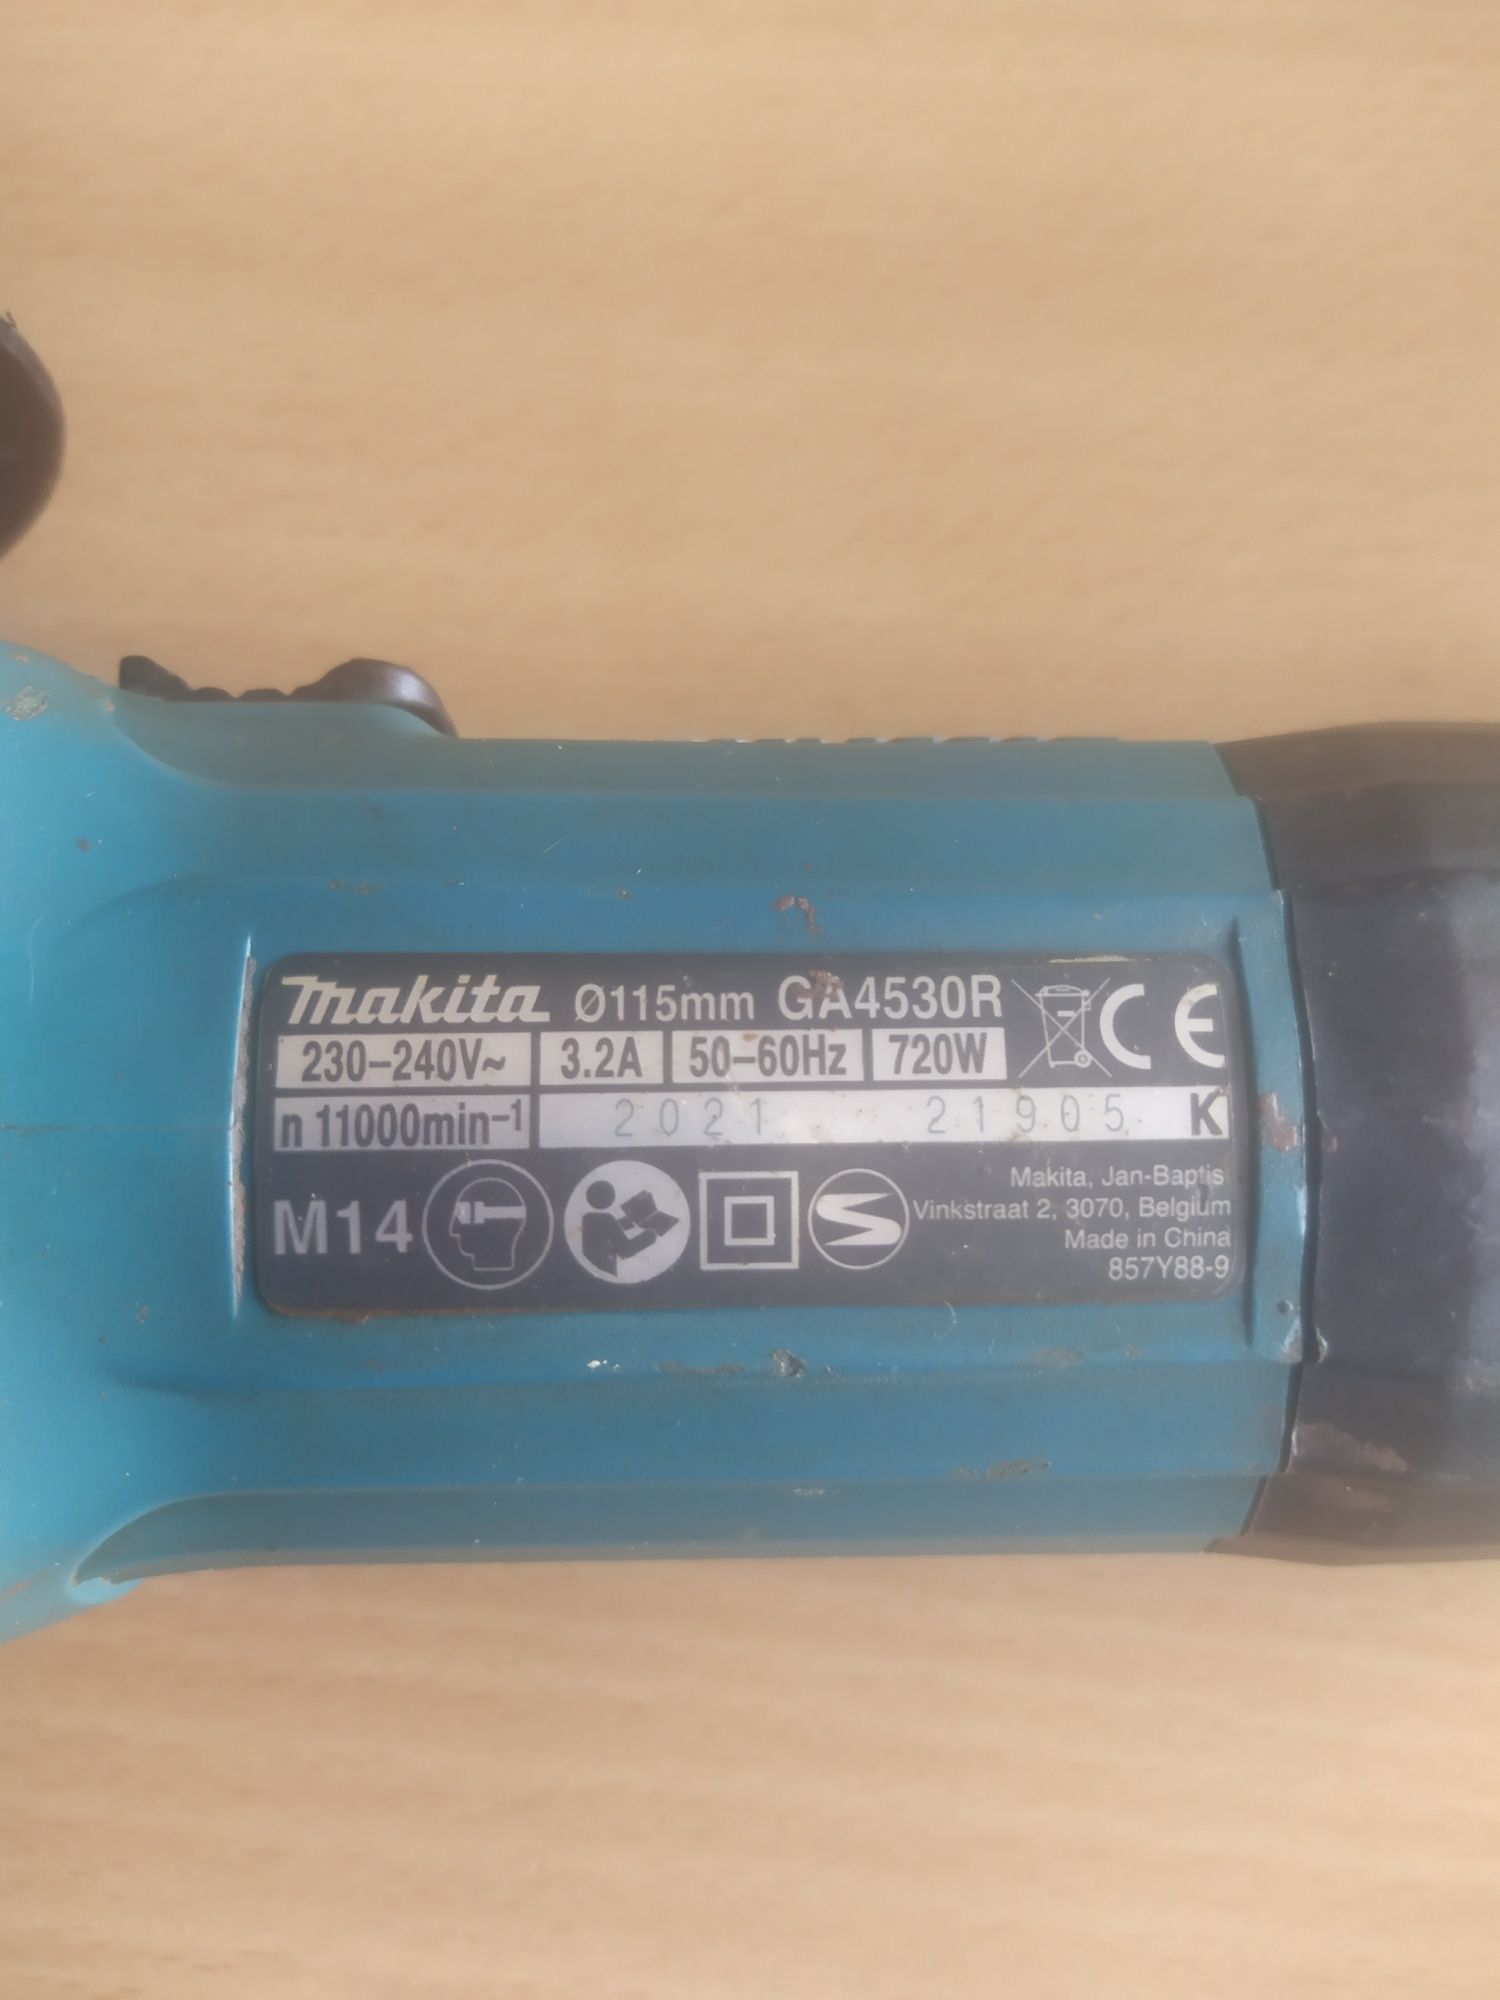 makita Ø115mm GA4530R CE
230-240V~ 3.2A 50-60Hz 720W
n 11000min⁻¹ 2021 21905 K
M14
Makita, Jan-Baptis
Vinkstraat 2, 3070, Belgium
Made in China
857Y88-9